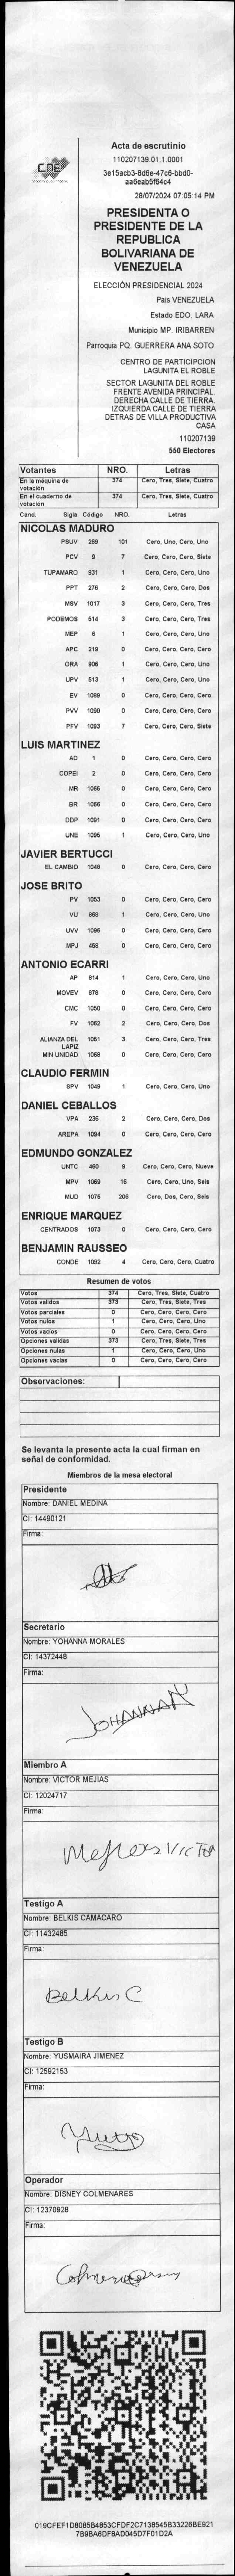 CNE
Acta de escrutinio
110207139.01.1.0001
3e15acb3-8d6e-47c6-bbd0-
aa6eab5f64c4
28/07/2024 07:05:14 PM
PRESIDENTA O
PRESIDENTE DE LA
REPUBLICA
BOLIVARIANA DE
VENEZUELA
ELECCIÓN PRESIDENCIAL 2024
Pais VENEZUELA
Estado EDO. LARA
Municipio MP. IRIBARREN
Parroquia PQ. GUERRERA ANA SOTO
CENTRO DE PARTICIPCION
LAGUNITA EL ROBLE
SECTOR LAGUNITA DEL ROBLE
FRENTE AVENIDA PRINCIPAL.
DERECHA CALLE DE TIERRA.
IZQUIERDA CALLE DE TIERRA
DETRAS DE VILLA PRODUCTIVA
CASA
110207139
550 Electores
Votantes NRO. Letras
En la máquina de votación 374 Cero, Tres, Siete, Cuatro
En el cuaderno de votación 374 Cero, Tres, Siete, Cuatro
Cand. Sigla Código NRO. Letras
NICOLAS MADURO
PSUV 269 101 Cero, Uno, Cero, Uno
PCV 9 7 Cero, Cero, Cero, Siete
TUPAMARO 931 1 Cero, Cero, Cero, Uno
PPT 276 2 Cero, Cero, Cero, Dos
MSV 1017 3 Cero, Cero, Cero, Tres
PODEMOS 514 3 Cero, Cero, Cero, Tres
MEP 6 1 Cero, Cero, Cero, Uno
APC 219 0 Cero, Cero, Cero, Cero
ORA 906 1 Cero, Cero, Cero, Uno
UPV 513 1 Cero, Cero, Cero, Uno
EV 1089 0 Cero, Cero, Cero, Cero
PVV 1090 0 Cero, Cero, Cero, Cero
PFV 1093 7 Cero, Cero, Cero, Siete
LUIS MARTINEZ
AD 1 0 Cero, Cero, Cero, Cero
COPEI 2 0 Cero, Cero, Cero, Cero
MR 1065 0 Cero, Cero, Cero, Cero
BR 1066 0 Cero, Cero, Cero, Cero
DDP 1091 0 Cero, Cero, Cero, Cero
UNE 1095 1 Cero, Cero, Cero, Uno
JAVIER BERTUCCI
EL CAMBIO 1048 0 Cero, Cero, Cero, Cero
JOSE BRITO
PV 1053 0 Cero, Cero, Cero, Cero
VU 868 1 Cero, Cero, Cero, Uno
UVV 1096 0 Cero, Cero, Cero, Cero
MPJ 458 0 Cero, Cero, Cero, Cero
ANTONIO ECARRI
AP 614 1 Cero, Cero, Cero, Uno
MOVEV 878 0 Cero, Cero, Cero, Cero
CMC 1050 0 Cero, Cero, Cero, Cero
FV 1062 2 Cero, Cero, Cero, Dos
ALIANZA DEL LAPIZ 1051 3 Cero, Cero, Cero, Tres
MIN UNIDAD 1068 0 Cero, Cero, Cero, Cero
CLAUDIO FERMIN
SPV 1049 1 Cero, Cero, Cero, Uno
DANIEL CEBALLOS
VPA 236 2 Cero, Cero, Cero, Dos
AREPA 1094 0 Cero, Cero, Cero, Cero
EDMUNDO GONZALEZ
UNTC 460 9 Cero, Cero, Cero, Nueve
MPV 1069 16 Cero, Cero, Uno, Seis
MUD 1075 206 Cero, Dos, Cero, Seis
ENRIQUE MARQUEZ
CENTRADOS 1073 0 Cero, Cero, Cero, Cero
BENJAMIN RAUSSEO
CONDE 1092 4 Cero, Cero, Cero, Cuatro
Resumen de votos
Votos 374 Cero, Tres, Siete, Cuatro
Votos validos 373 Cero, Tres, Siete, Tres
Votos parciales 0 Cero, Cero, Cero, Cero
Votos nulos 1 Cero, Cero, Cero, Uno
Votos vacios 0 Cero, Cero, Cero, Cero
Opciones validas 373 Cero, Tres, Siete, Tres
Opciones nulas 1 Cero, Cero, Cero, Uno
Opciones vacias 0 Cero, Cero, Cero, Cero
Observaciones:
Se levanta la presente acta la cual firman en
señal de conformidad.
Miembros de la mesa electoral
Presidente
Nombre: DANIEL MEDINA
CI: 14490121
Firma:
Secretario
Nombre: YOHANNA MORALES
CI: 14372448
Firma:
JOHANNA
Miembro A
Nombre: VICTOR MEJIAS
CI: 12024717
Firma:
Mejias VICTOR
Testigo A
Nombre: BELKIS CAMACARO
CI: 11432485
Firma:
Belkis C
Testigo B
Nombre: YUSMAIRA JIMENEZ
CI: 12592153
Firma:
Operador
Nombre: DISNEY COLMENARES
CI: 12370928
Firma:
019CFEF1D8085B4853CFDF2C7138545B33226BE921
7B9BA6DF8AD045D7F01D2A